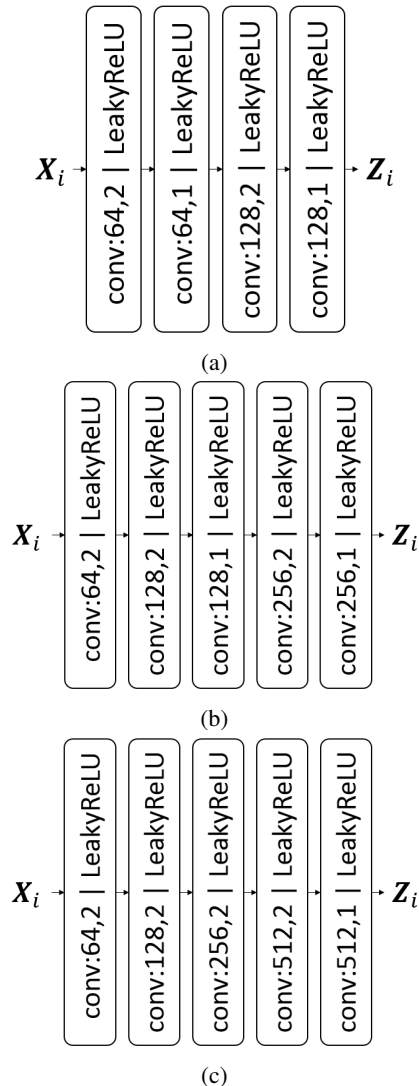 X_i
conv:64,2 | LeakyReLU
conv:64,1 | LeakyReLU
conv:128,2 | LeakyReLU
conv:128,1 | LeakyReLU
Z_i
(a)
X_i
conv:64,2 | LeakyReLU
conv:128,2 | LeakyReLU
conv:128,1 | LeakyReLU
conv:256,2 | LeakyReLU
conv:256,1 | LeakyReLU
Z_i
(b)
X_i
conv:64,2 | LeakyReLU
conv:128,2 | LeakyReLU
conv:256,2 | LeakyReLU
conv:512,2 | LeakyReLU
conv:512,1 | LeakyReLU
Z_i
(c)